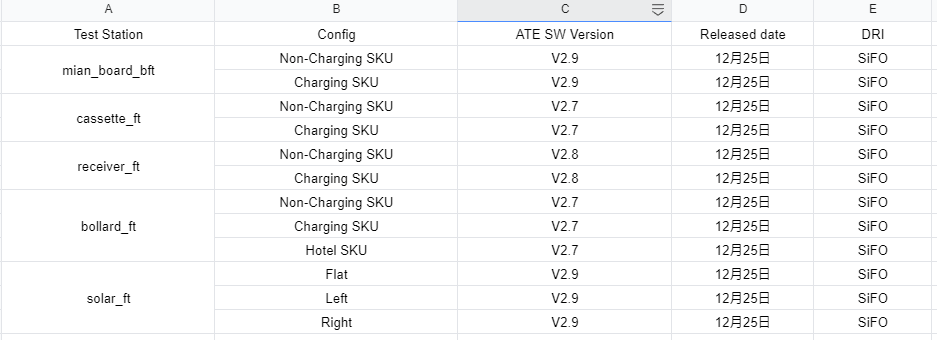 A B C D E
Test Station Config ATE SW Version Released date DRI
mian_board_bft Non-Charging SKU V2.9 12月25日 SiFO
Charging SKU V2.9 12月25日 SiFO
cassette_ft Non-Charging SKU V2.7 12月25日 SiFO
Charging SKU V2.7 12月25日 SiFO
receiver_ft Non-Charging SKU V2.8 12月25日 SiFO
Charging SKU V2.8 12月25日 SiFO
bollard_ft Non-Charging SKU V2.7 12月25日 SiFO
Charging SKU V2.7 12月25日 SiFO
Hotel SKU V2.7 12月25日 SiFO
solar_ft Flat V2.9 12月25日 SiFO
Left V2.9 12月25日 SiFO
Right V2.9 12月25日 SiFO